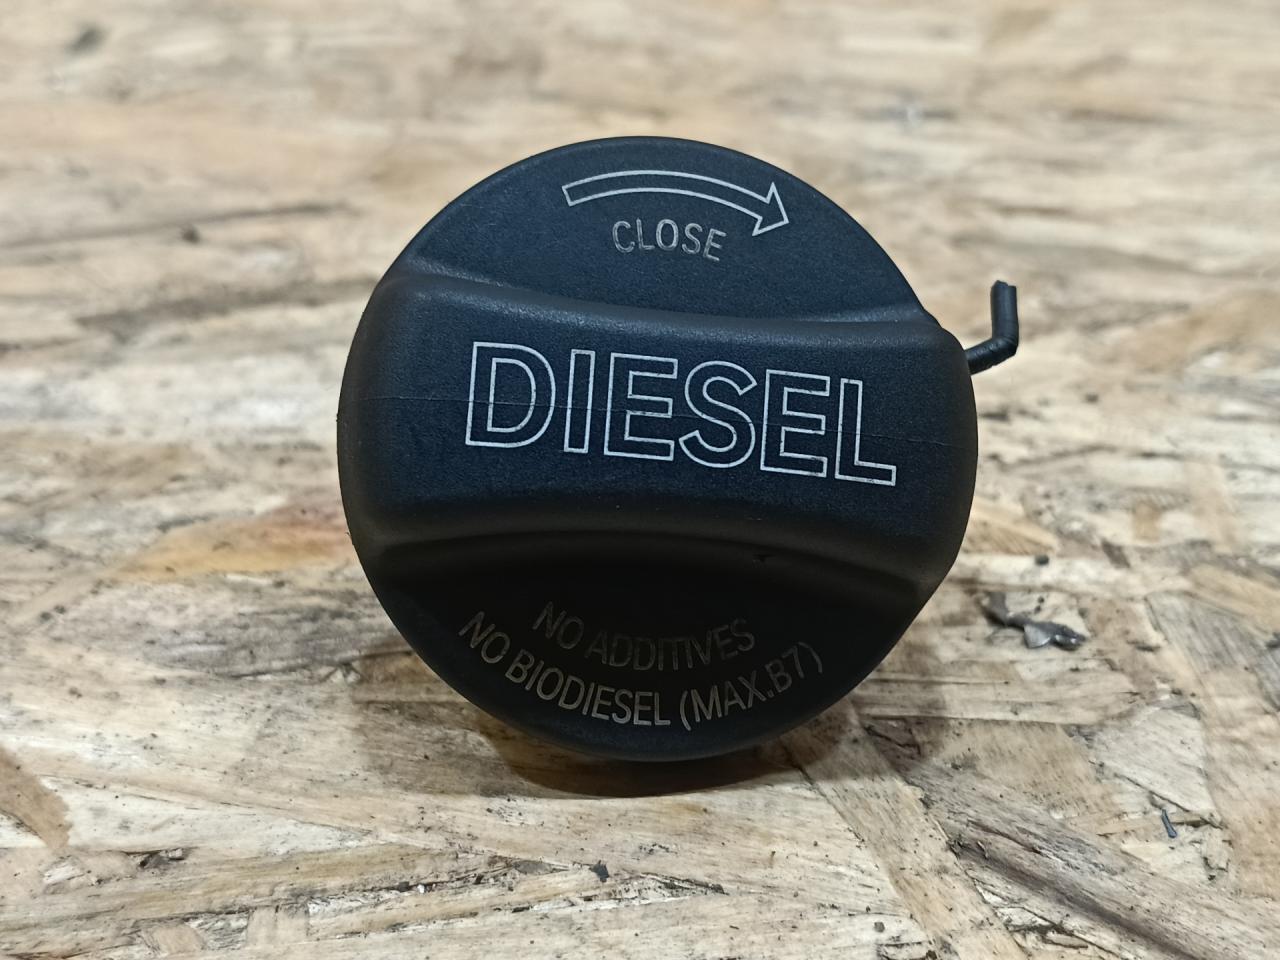 CLOSE
DIESEL
NO ADDITIVES
NO BIODIESEL (MAX.B7)